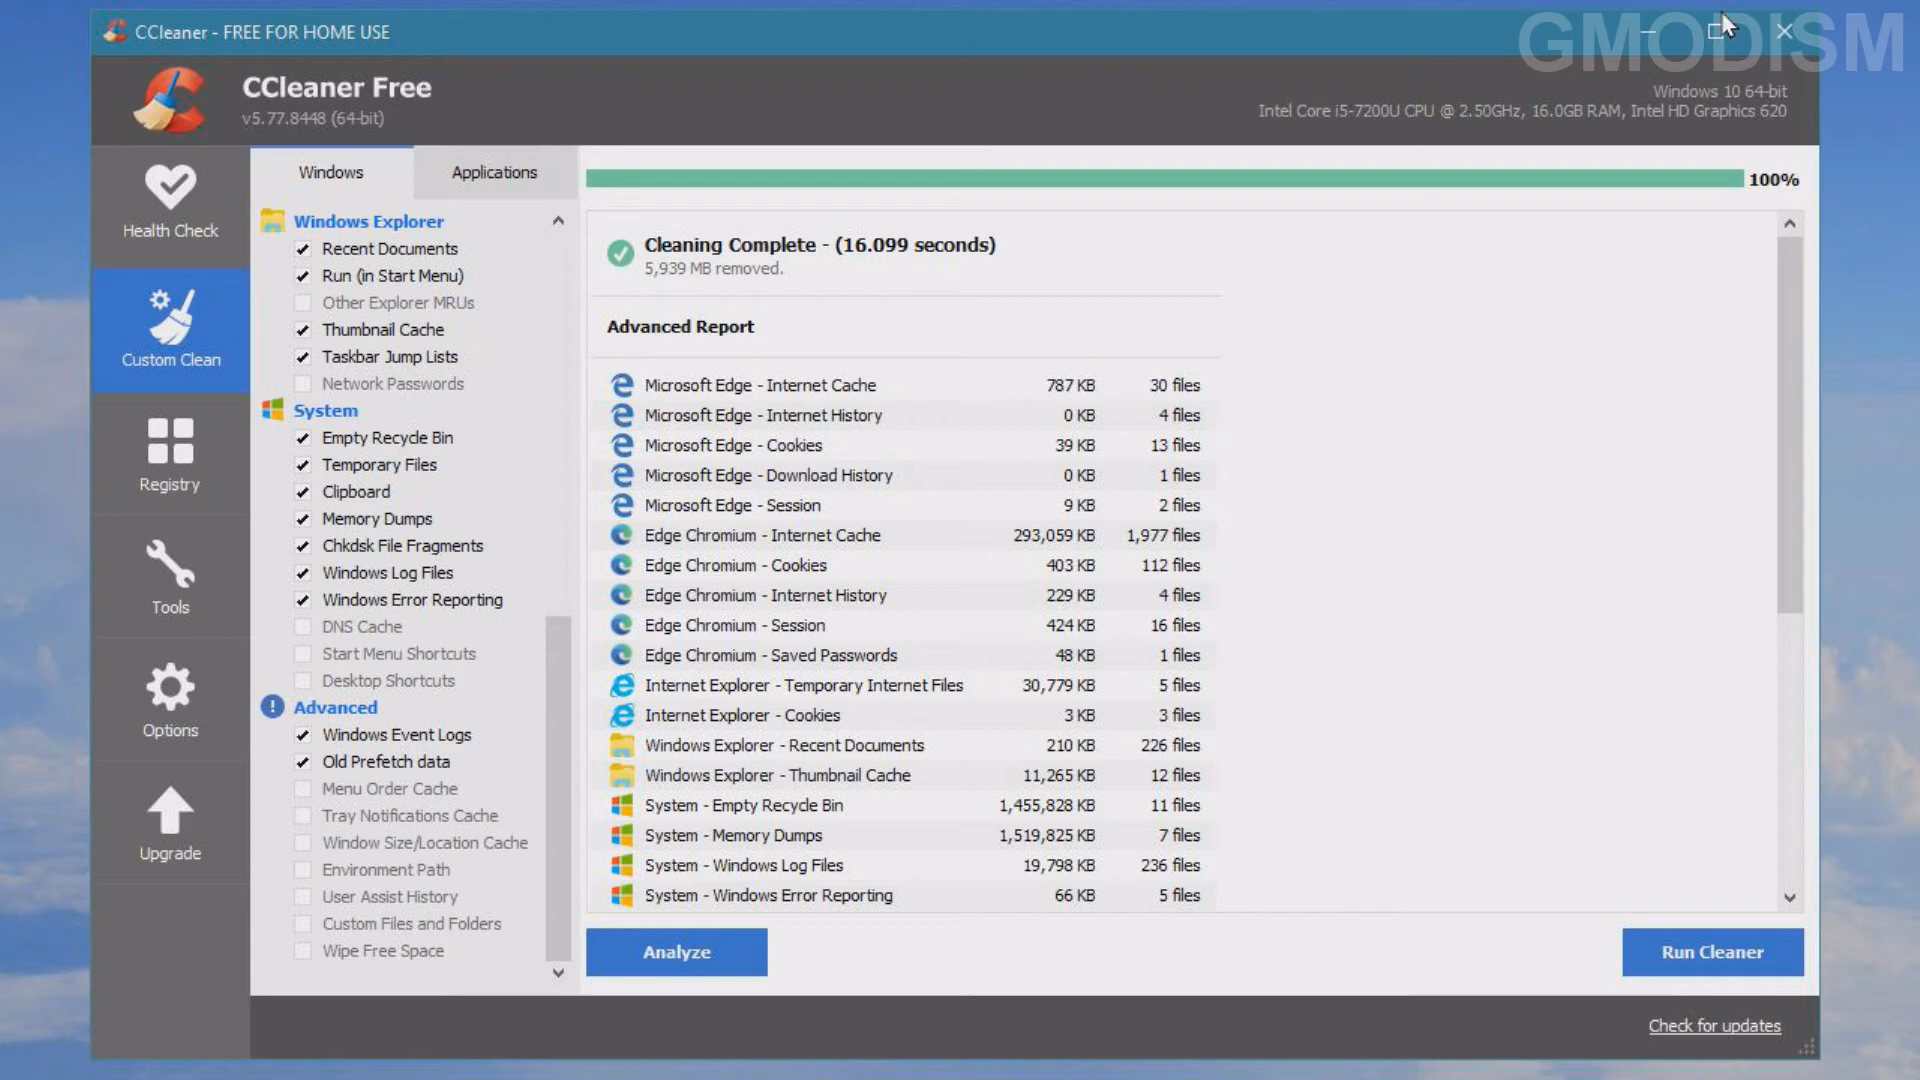 GMODISM
CCleaner - FREE FOR HOME USE
CCleaner Free
v5.77.8448 (64-bit)
Windows 10 64-bit
Intel Core i5-7200U CPU @ 2.50GHz, 16.0GB RAM, Intel HD Graphics 620
Health Check
Custom Clean
Registry
Tools
Options
Upgrade
Windows
Applications
Windows Explorer
Recent Documents
Run (in Start Menu)
Other Explorer MRUs
Thumbnail Cache
Taskbar Jump Lists
Network Passwords
System
Empty Recycle Bin
Temporary Files
Clipboard
Memory Dumps
Chkdsk File Fragments
Windows Log Files
Windows Error Reporting
DNS Cache
Start Menu Shortcuts
Desktop Shortcuts
Advanced
Windows Event Logs
Old Prefetch data
Menu Order Cache
Tray Notifications Cache
Window Size/Location Cache
Environment Path
User Assist History
Custom Files and Folders
Wipe Free Space
100%
Cleaning Complete - (16.099 seconds)
5,939 MB removed.
Advanced Report
Microsoft Edge - Internet Cache 787 KB 30 files
Microsoft Edge - Internet History 0 KB 4 files
Microsoft Edge - Cookies 39 KB 13 files
Microsoft Edge - Download History 0 KB 1 files
Microsoft Edge - Session 9 KB 2 files
Edge Chromium - Internet Cache 293,059 KB 1,977 files
Edge Chromium - Cookies 403 KB 112 files
Edge Chromium - Internet History 229 KB 4 files
Edge Chromium - Session 424 KB 16 files
Edge Chromium - Saved Passwords 48 KB 1 files
Internet Explorer - Temporary Internet Files 30,779 KB 5 files
Internet Explorer - Cookies 3 KB 3 files
Windows Explorer - Recent Documents 210 KB 226 files
Windows Explorer - Thumbnail Cache 11,265 KB 12 files
System - Empty Recycle Bin 1,455,828 KB 11 files
System - Memory Dumps 1,519,825 KB 7 files
System - Windows Log Files 19,798 KB 236 files
System - Windows Error Reporting 66 KB 5 files
Analyze
Run Cleaner
Check for updates